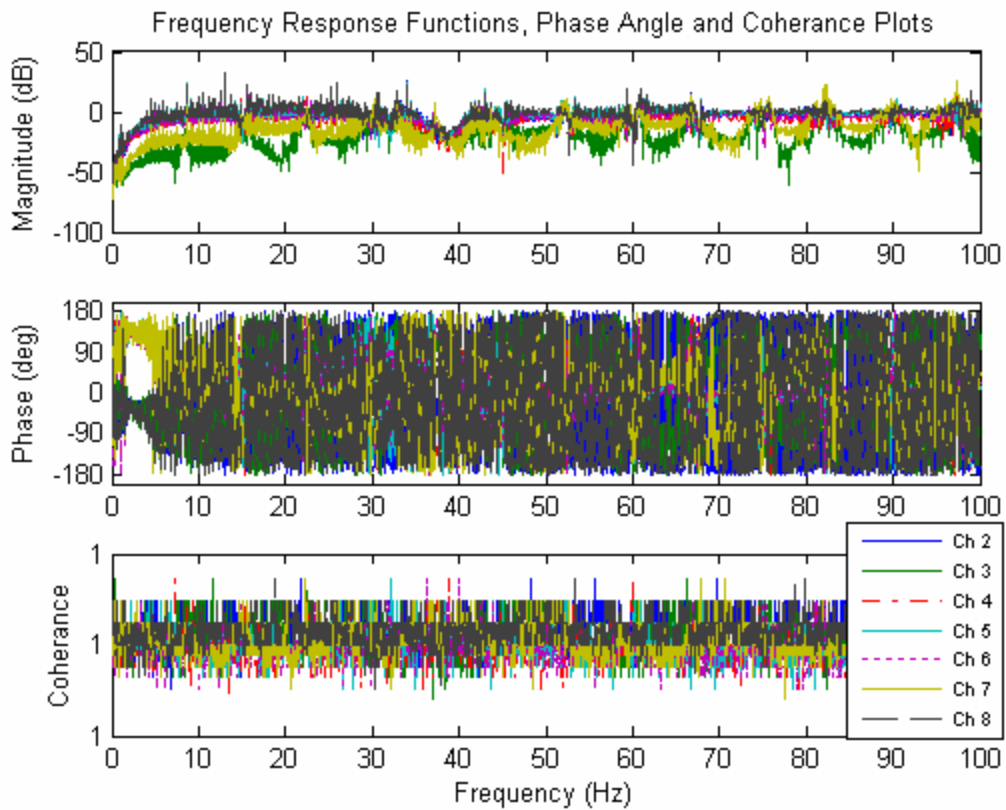 Frequency Response Functions, Phase Angle and Coherance Plots
Magnitude (dB)
50
0
-50
-100
0 10 20 30 40 50 60 70 80 90 100
Phase (deg)
180
90
0
-90
-180
0 10 20 30 40 50 60 70 80 90 100
Coherance
1
1
1
0 10 20 30 40 50 60 70 80 90 100
Frequency (Hz)
Ch 2
Ch 3
Ch 4
Ch 5
Ch 6
Ch 7
Ch 8